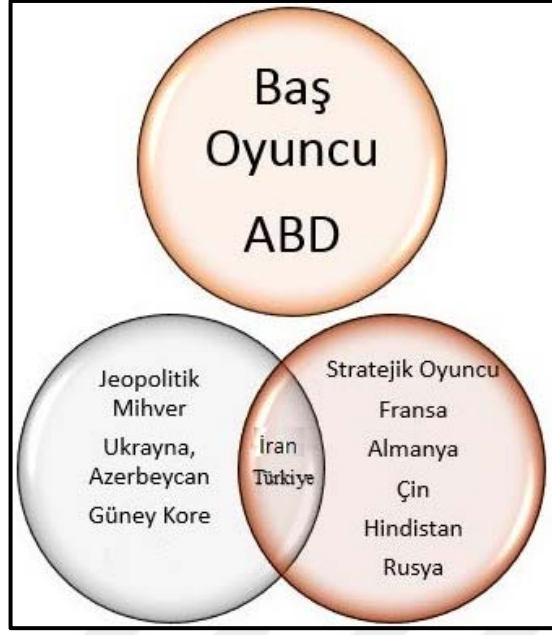 Baş
Oyuncu
ABD
Jeopolitik
Mihver
Ukrayna,
Azerbeycan
Güney Kore
İran
Türkiye
Stratejik Oyuncu
Fransa
Almanya
Çin
Hindistan
Rusya